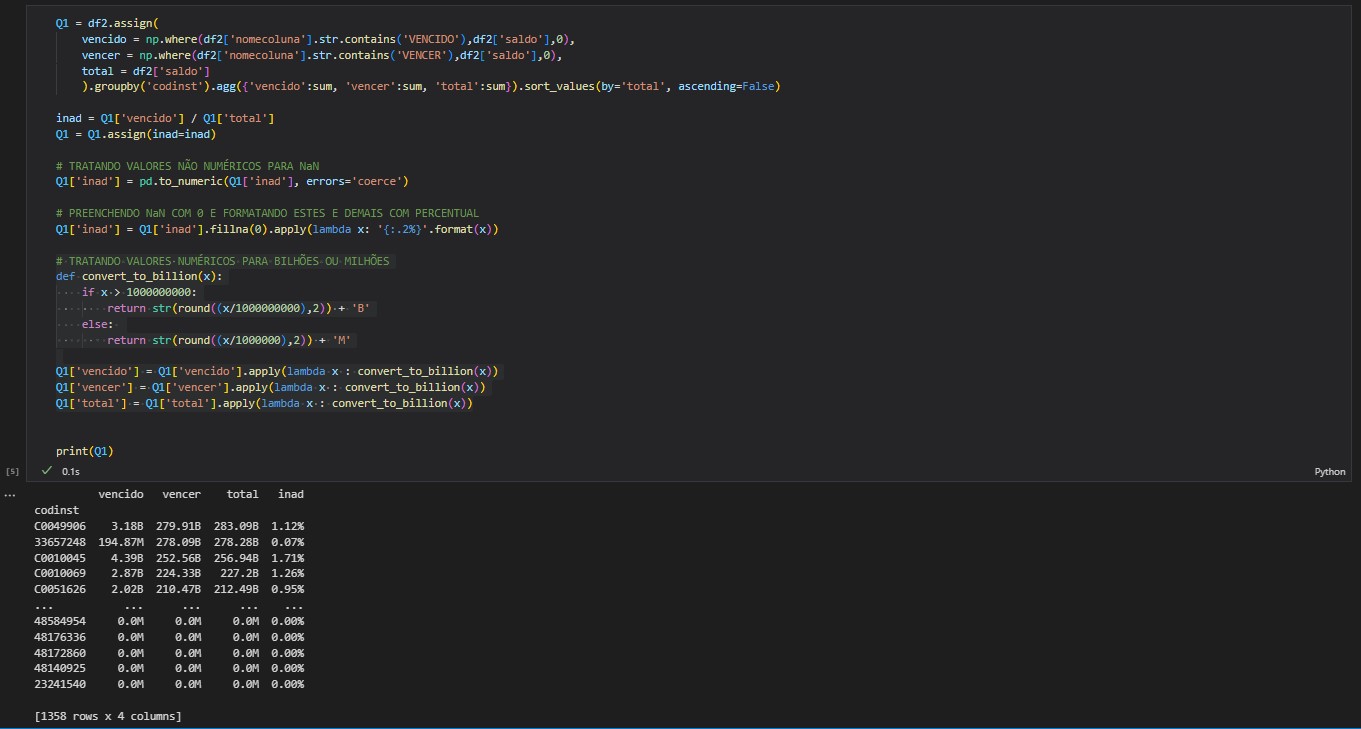 Q1 = df2.assign(
vencido = np.where(df2['nomecoluna'].str.contains('VENCIDO'),df2['saldo'],0),
vencer = np.where(df2['nomecoluna'].str.contains('VENCER'),df2['saldo'],0),
total = df2['saldo']
).groupby('codinst').agg({'vencido':sum, 'vencer':sum, 'total':sum}).sort_values(by='total', ascending=False)
inad = Q1['vencido'] / Q1['total']
Q1 = Q1.assign(inad=inad)
# TRATANDO VALORES NÃO NUMÉRICOS PARA NaN
Q1['inad'] = pd.to_numeric(Q1['inad'], errors='coerce')
# PREENCHENDO NaN COM 0 E FORMATANDO ESTES E DEMAIS COM PERCENTUAL
Q1['inad'] = Q1['inad'].fillna(0).apply(lambda x: '{:.2%}'.format(x))
# TRATANDO VALORES NUMÉRICOS PARA BILHÕES OU MILHÕES
def convert_to_billion(x):
if x > 1000000000:
return str(round((x/1000000000),2)) + 'B'
else:
return str(round((x/1000000),2)) + 'M'
Q1['vencido'] = Q1['vencido'].apply(lambda x : convert_to_billion(x))
Q1['vencer'] = Q1['vencer'].apply(lambda x : convert_to_billion(x))
Q1['total'] = Q1['total'].apply(lambda x : convert_to_billion(x))
print(Q1)
[5] ✓ 0.1s Python
... vencido vencer total inad
codinst
C0049906 3.18B 279.91B 283.09B 1.12%
33657248 194.87M 278.09B 278.28B 0.07%
C0010045 4.39B 252.56B 256.94B 1.71%
C0010069 2.87B 224.33B 227.2B 1.26%
C0051626 2.02B 210.47B 212.49B 0.95%
... ... ... ... ...
48584954 0.0M 0.0M 0.0M 0.00%
48176336 0.0M 0.0M 0.0M 0.00%
48172860 0.0M 0.0M 0.0M 0.00%
48140925 0.0M 0.0M 0.0M 0.00%
23241540 0.0M 0.0M 0.0M 0.00%
[1358 rows x 4 columns]